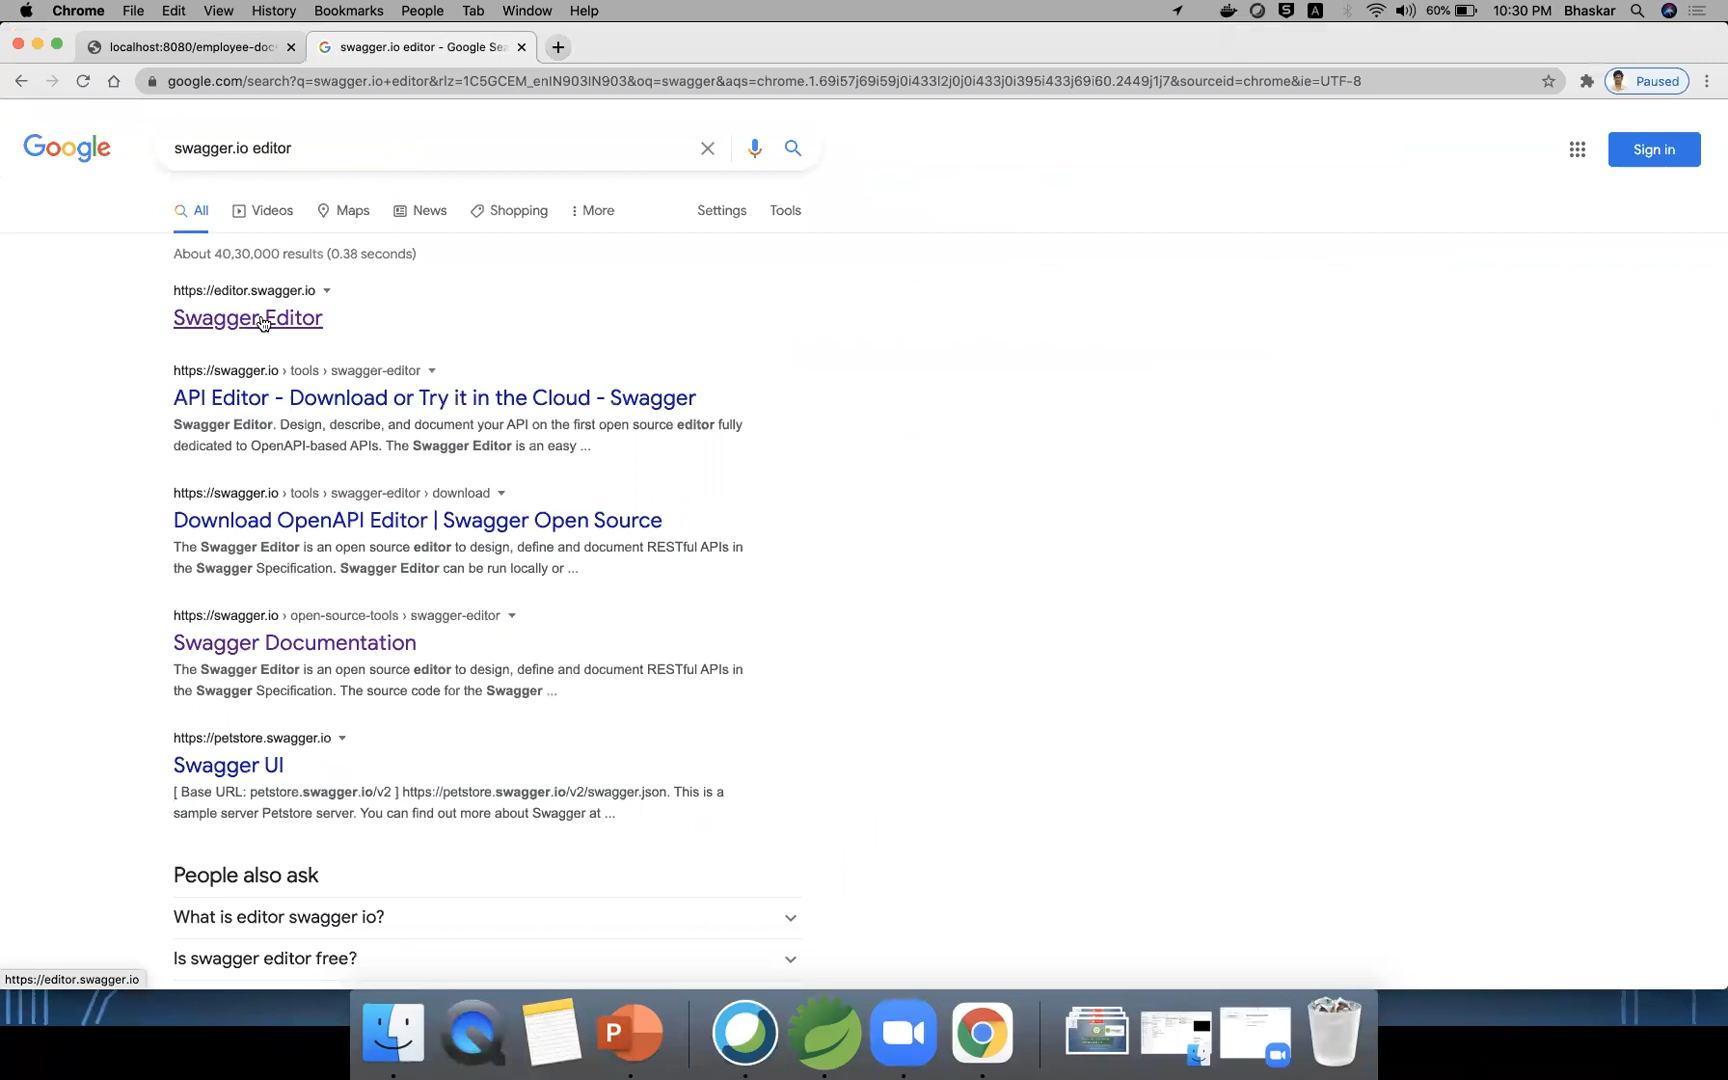 Chrome File Edit View History Bookmarks People Tab Window Help 60% 10:30 PM Bhaskar
localhost:8080/employee-doc swagger.io editor - Google Sea
google.com/search?q=swagger.io+editor&rlz=1C5GCEM_enIN903IN903&oq=swagger&aqs=chrome.1.69i57j69i59j0i433l2j0j0i433j0i395i433j69i60.2449j1j7&sourceid=chrome&ie=UTF-8 Paused
Google swagger.io editor Sign in
All Videos Maps News Shopping More Settings Tools
About 40,30,000 results (0.38 seconds)
https://editor.swagger.io
Swagger Editor
https://swagger.io › tools › swagger-editor
API Editor - Download or Try it in the Cloud - Swagger
Swagger Editor. Design, describe, and document your API on the first open source editor fully
dedicated to OpenAPI-based APIs. The Swagger Editor is an easy ...
https://swagger.io › tools › swagger-editor › download
Download OpenAPI Editor | Swagger Open Source
The Swagger Editor is an open source editor to design, define and document RESTful APIs in
the Swagger Specification. Swagger Editor can be run locally or ...
https://swagger.io › open-source-tools › swagger-editor
Swagger Documentation
The Swagger Editor is an open source editor to design, define and document RESTful APIs in
the Swagger Specification. The source code for the Swagger ...
https://petstore.swagger.io
Swagger UI
[ Base URL: petstore.swagger.io/v2 ] https://petstore.swagger.io/v2/swagger.json. This is a
sample server Petstore server. You can find out more about Swagger at ...
People also ask
What is editor swagger io?
Is swagger editor free?
https://editor.swagger.io